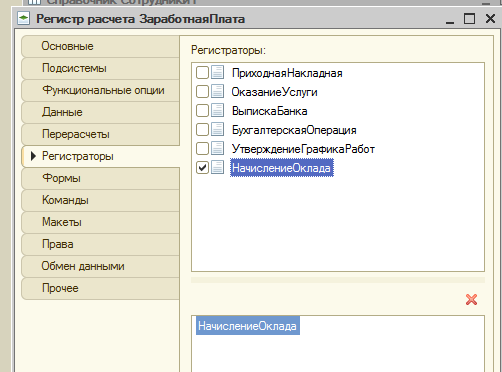 Справочник Сотрудники1
Регистр расчета ЗаработнаяПлата
Основные
Подсистемы
Функциональные опции
Данные
Перерасчеты
Регистраторы
Формы
Команды
Макеты
Права
Обмен данными
Прочее
Регистраторы:
ПриходнаяНакладная
ОказаниеУслуги
ВыпискаБанка
БухгалтерскаяОперация
УтверждениеГрафикаРабот
НачислениеОклада
НачислениеОклада